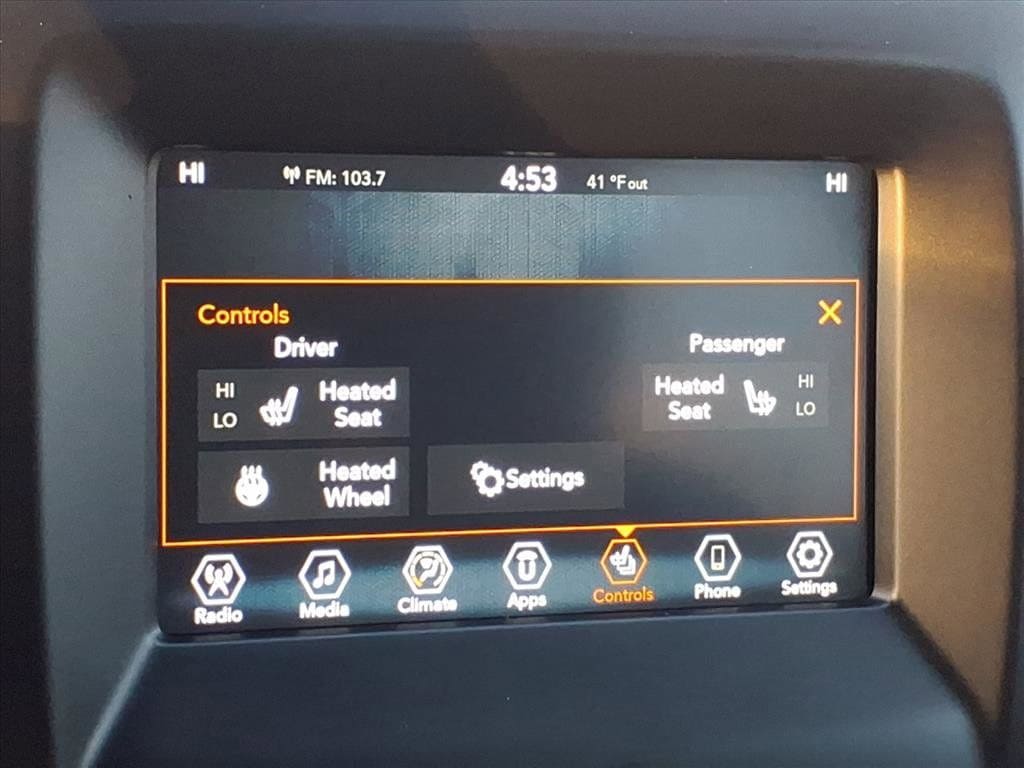 HI FM: 103.7 4:53 41 °F out HI
Controls X
Driver Passenger
HI
LO
Heated
Seat
Heated
Seat
HI
LO
Heated
Wheel
Settings
Radio Media Climate Apps Controls Phone Settings